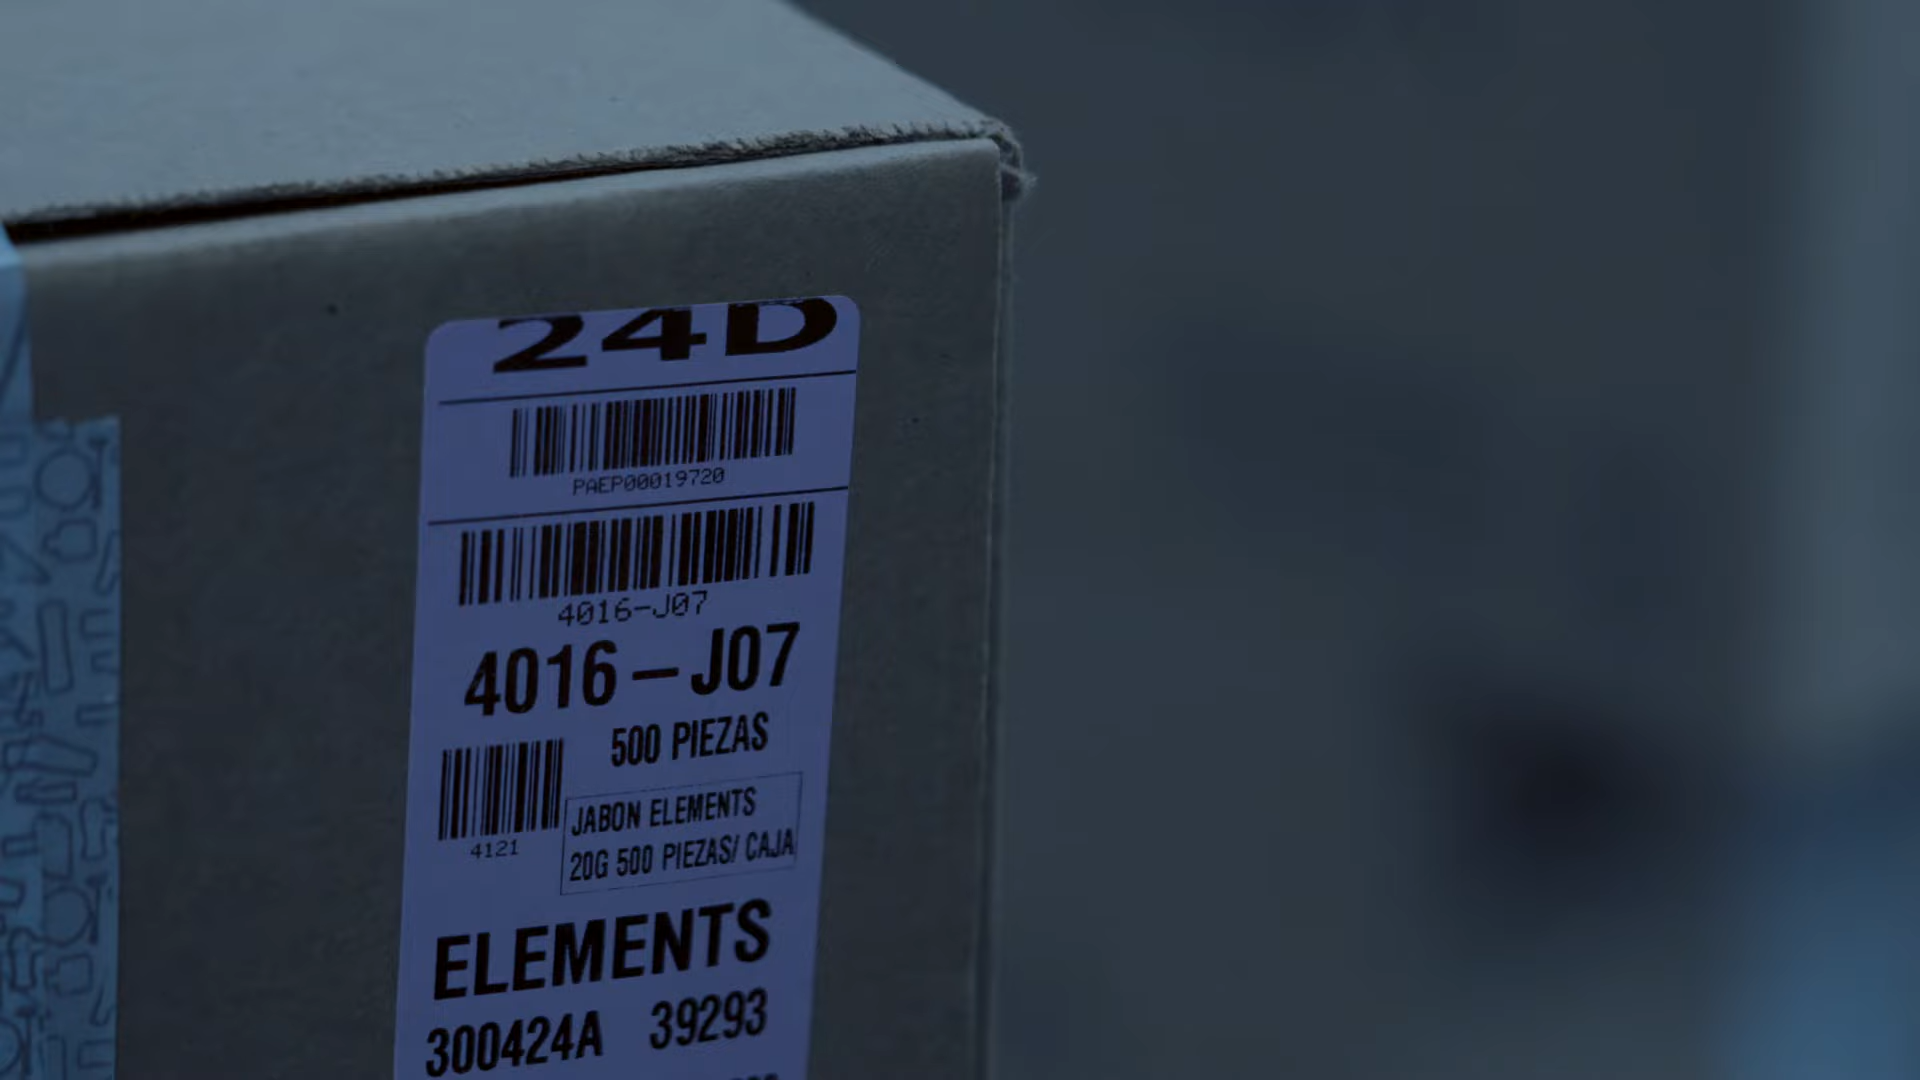 24D
PAEP00019720
4016-J07
4016-J07
500 PIEZAS
4121
JABON ELEMENTS
20G 500 PIEZAS/ CAJA
ELEMENTS
300424A 39293